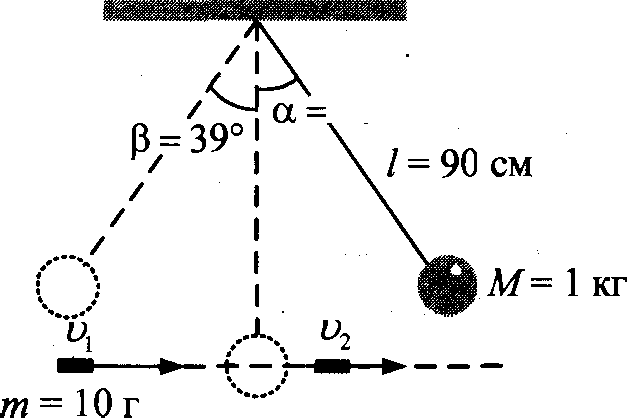 β = 39°
α =
l = 90 см
M = 1 кг
υ₁
υ₂
m = 10 г